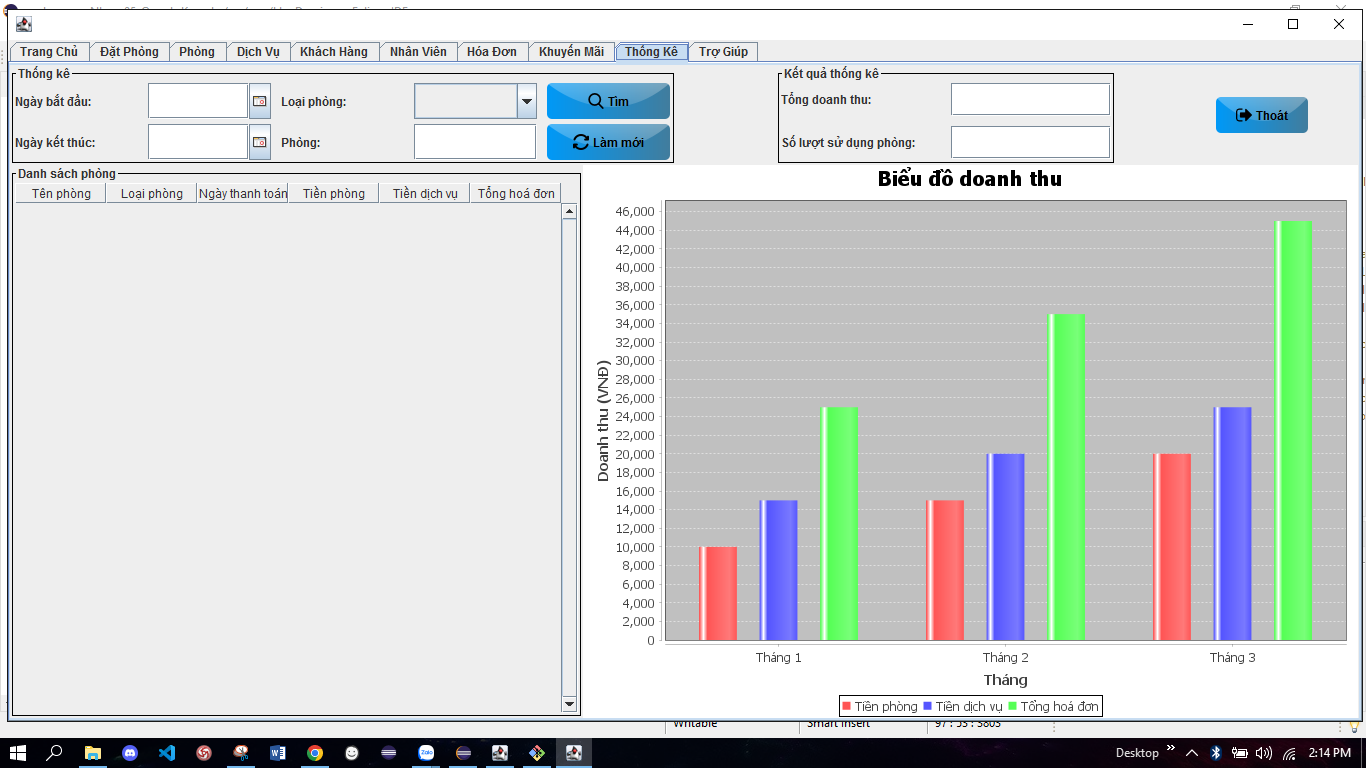 Trang Chủ Đặt Phòng Phòng Dịch Vụ Khách Hàng Nhân Viên Hóa Đơn Khuyến Mãi Thống Kê Trợ Giúp
Thống kê
Ngày bắt đầu: Loại phòng: Tìm
Ngày kết thúc: Phòng: Làm mới
Kết quả thống kê
Tổng doanh thu:
Số lượt sử dụng phòng:
Thoát
Danh sách phòng
Tên phòng Loại phòng Ngày thanh toán Tiền phòng Tiền dịch vụ Tổng hoá đơn
Biểu đồ doanh thu
46,000
44,000
42,000
40,000
38,000
36,000
34,000
32,000
30,000
28,000
26,000
24,000
22,000
20,000
18,000
16,000
14,000
12,000
10,000
8,000
6,000
4,000
2,000
0
Doanh thu (VNĐ)
Tháng 1 Tháng 2 Tháng 3
Tháng
Tiền phòng Tiền dịch vụ Tổng hoá đơn
Writable Smart Insert 97 : 53 : 3803
Desktop 2:14 PM